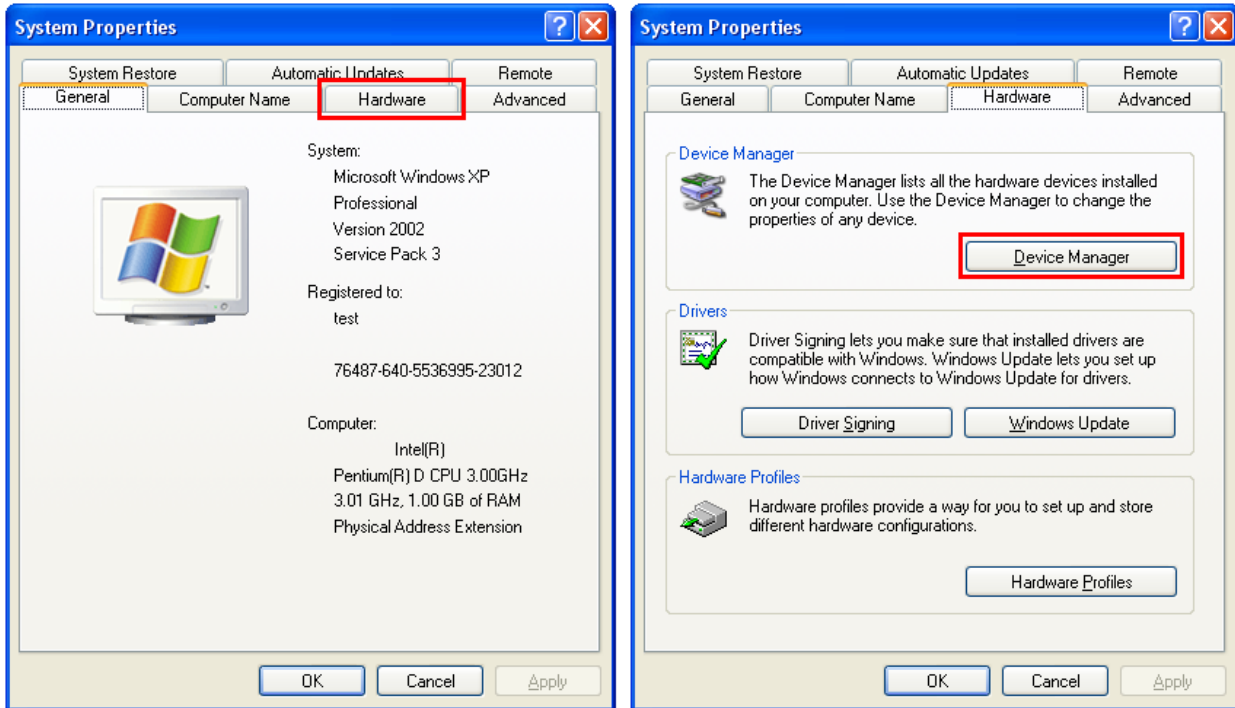 System Properties
System Restore Automatic Updates Remote
General Computer Name Hardware Advanced
System:
Microsoft Windows XP
Professional
Version 2002
Service Pack 3
Registered to:
test
76487-640-5536995-23012
Computer:
Intel(R)
Pentium(R) D CPU 3.00GHz
3.01 GHz, 1.00 GB of RAM
Physical Address Extension
OK Cancel Apply
System Properties
System Restore Automatic Updates Remote
General Computer Name Hardware Advanced
Device Manager
The Device Manager lists all the hardware devices installed
on your computer. Use the Device Manager to change the
properties of any device.
Device Manager
Drivers
Driver Signing lets you make sure that installed drivers are
compatible with Windows. Windows Update lets you set up
how Windows connects to Windows Update for drivers.
Driver Signing Windows Update
Hardware Profiles
Hardware profiles provide a way for you to set up and store
different hardware configurations.
Hardware Profiles
OK Cancel Apply